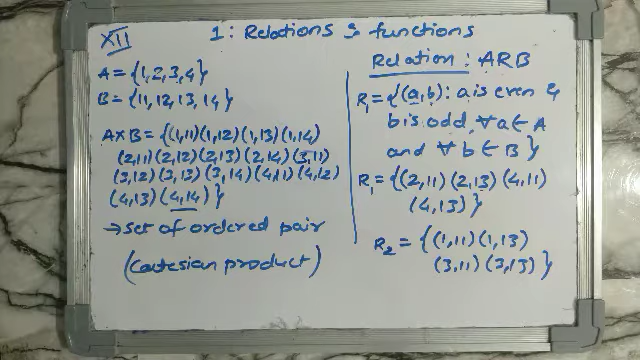 XII
1: Relations & functions
A = {1,2,3,4}
B = {11,12,13,14}
A×B = {(1,11)(1,12)(1,13)(1,14)
(2,11)(2,12)(2,13)(2,14)(3,11)
(3,12)(3,13)(3,14)(4,11)(4,12)
(4,13)(4,14)}
→ set of ordered pair
(Cartesian product)
Relation: ARB
R₁ = {(a,b): a is even &
b is odd, ∀ a ∈ A
and ∀ b ∈ B}
R₁ = {(2,11)(2,13)(4,11)
(4,13)}
R₂ = {(1,11)(1,13)
(3,11)(3,13)}